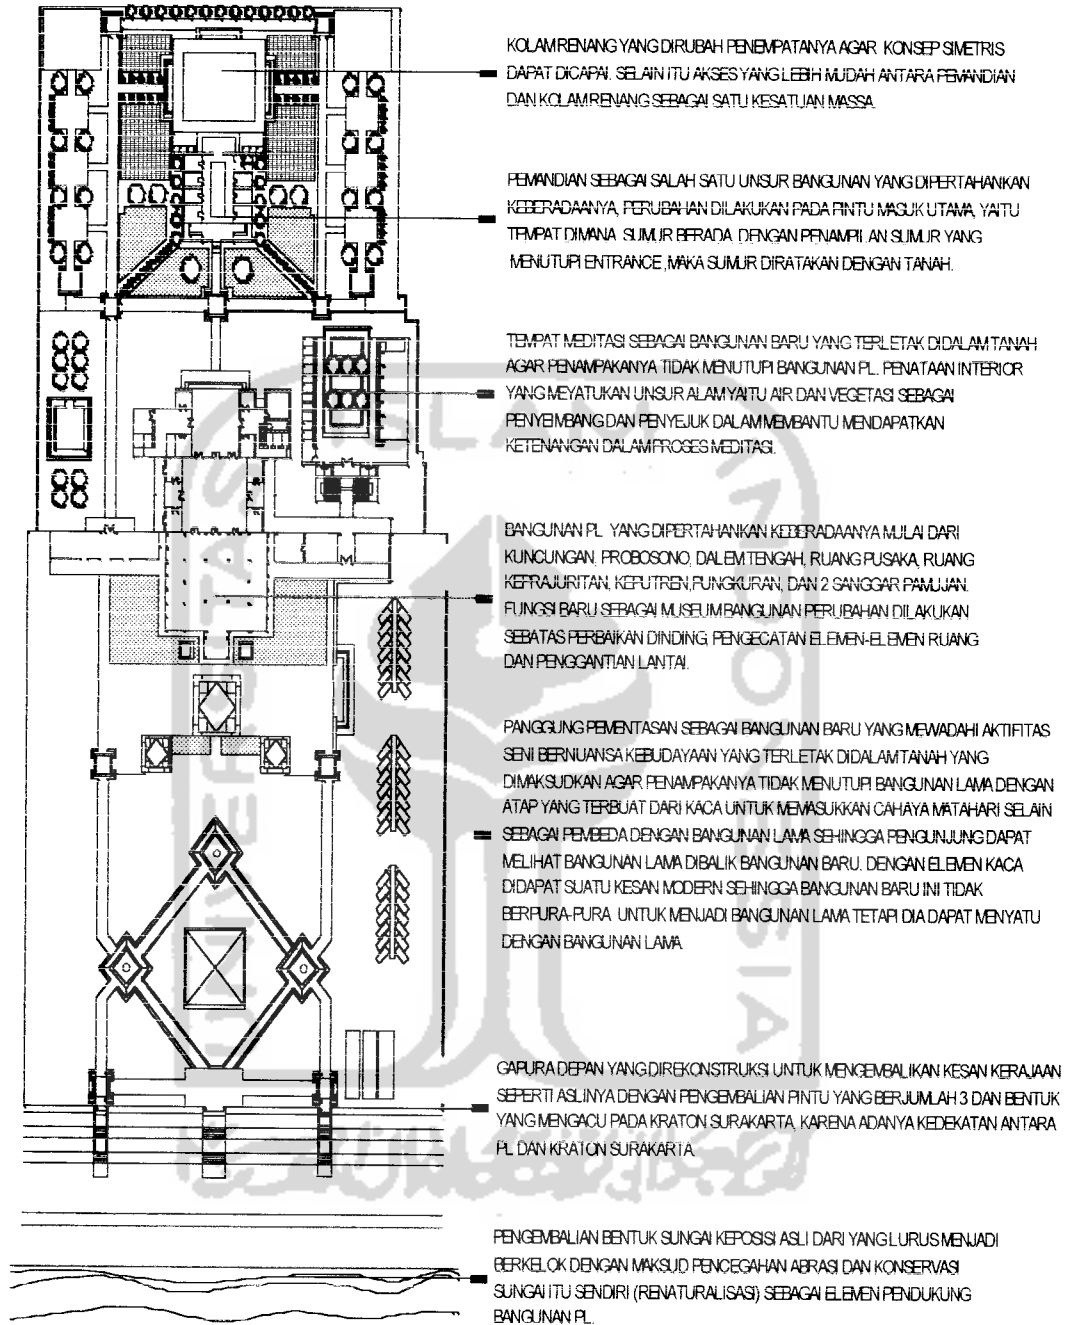 KOLAM RENANG YANG DIRUBAH PENEMPATANYA AGAR KONSEP SIMETRIS
DAPAT DICAPAI. SELAIN ITU AKSES YANG LEBIH MUDAH ANTARA PEMANDIAN
DAN KOLAM RENANG SEBAGAI SATU KESATUAN MASSA.
PEMANDIAN SEBAGAI SALAH SATU UNSUR BANGUNAN YANG DIPERTAHANKAN
KEBERADAANYA, PERUBAHAN DILAKUKAN PADA PINTU MASUK UTAMA, YAITU
TEMPAT DIMANA SUMUR BERADA. DENGAN PENAMPILAN SUMUR YANG
MENUTUPI ENTRANCE, MAKA SUMUR DIRATAKAN DENGAN TANAH.
TEMPAT MEDITASI SEBAGAI BANGUNAN BARU YANG TERLETAK DIDALAM TANAH
AGAR PENAMPAKANYA TIDAK MENUTUPI BANGUNAN PL. PENATAAN INTERIOR
YANG MEYATUKAN UNSUR ALAM YAITU AIR DAN VEGETASI SEBAGAI
PENYEIMBANG DAN PENYEJUK DALAM MEMBANTU MENDAPATKAN
KETENANGAN DALAM PROSES MEDITASI.
BANGUNAN PL YANG DIPERTAHANKAN KEBERADAANYA MULAI DARI
KUNCUNGAN, PROBOSONO, DALEM TENGAH, RUANG PUSAKA, RUANG
KEPRAJURITAN, KEPUTREN, PUNGKURAN, DAN 2 SANGGAR PAMUJAN.
FUNGSI BARU SEBAGAI MUSEUM BANGUNAN PERUBAHAN DILAKUKAN
SEBATAS PERBAIKAN DINDING, PENGECATAN ELEMEN-ELEMEN RUANG
DAN PENGGANTIAN LANTAI.
PANGGUNG PEMENTASAN SEBAGAI BANGUNAN BARU YANG MEWADAHI AKTIFITAS
SENI BERNUANSA KEBUDAYAAN YANG TERLETAK DIDALAM TANAH YANG
DIMAKSUDKAN AGAR PENAMPAKANYA TIDAK MENUTUPI BANGUNAN LAMA DENGAN
ATAP YANG TERBUAT DARI KACA UNTUK MEMASUKKAN CAHAYA MATAHARI SELAIN
SEBAGAI PEMBEDA DENGAN BANGUNAN LAMA SEHINGGA PENGUNJUNG DAPAT
MELIHAT BANGUNAN LAMA DIBALIK BANGUNAN BARU. DENGAN ELEMEN KACA
DIDAPAT SUATU KESAN MODERN SEHINGGA BANGUNAN BARU INI TIDAK
BERPURA-PURA UNTUK MENJADI BANGUNAN LAMA TETAPI DIA DAPAT MENYATU
DENGAN BANGUNAN LAMA
GAPURA DEPAN YANG DIREKONSTRUKSI UNTUK MENGEMBALIKAN KESAN KERAJAAN
SEPERTI ASLINYA DENGAN PENGEMBALIAN PINTU YANG BERJUMLAH 3 DAN BENTUK
YANG MENGACU PADA KRATON SURAKARTA, KARENA ADANYA KEDEKATAN ANTARA
PL DAN KRATON SURAKARTA.
PENGEMBALIAN BENTUK SUNGAI KEPOSISI ASLI DARI YANG LURUS MENJADI
BERKELOK DENGAN MAKSUD PENCEGAHAN ABRASI DAN KONSERVASI
SUNGAI ITU SENDIRI (RENATURALISASI) SEBAGAI ELEMEN PENDUKUNG
BANGUNAN PL.
UNIVERSITAS ISLAM INDONESIA